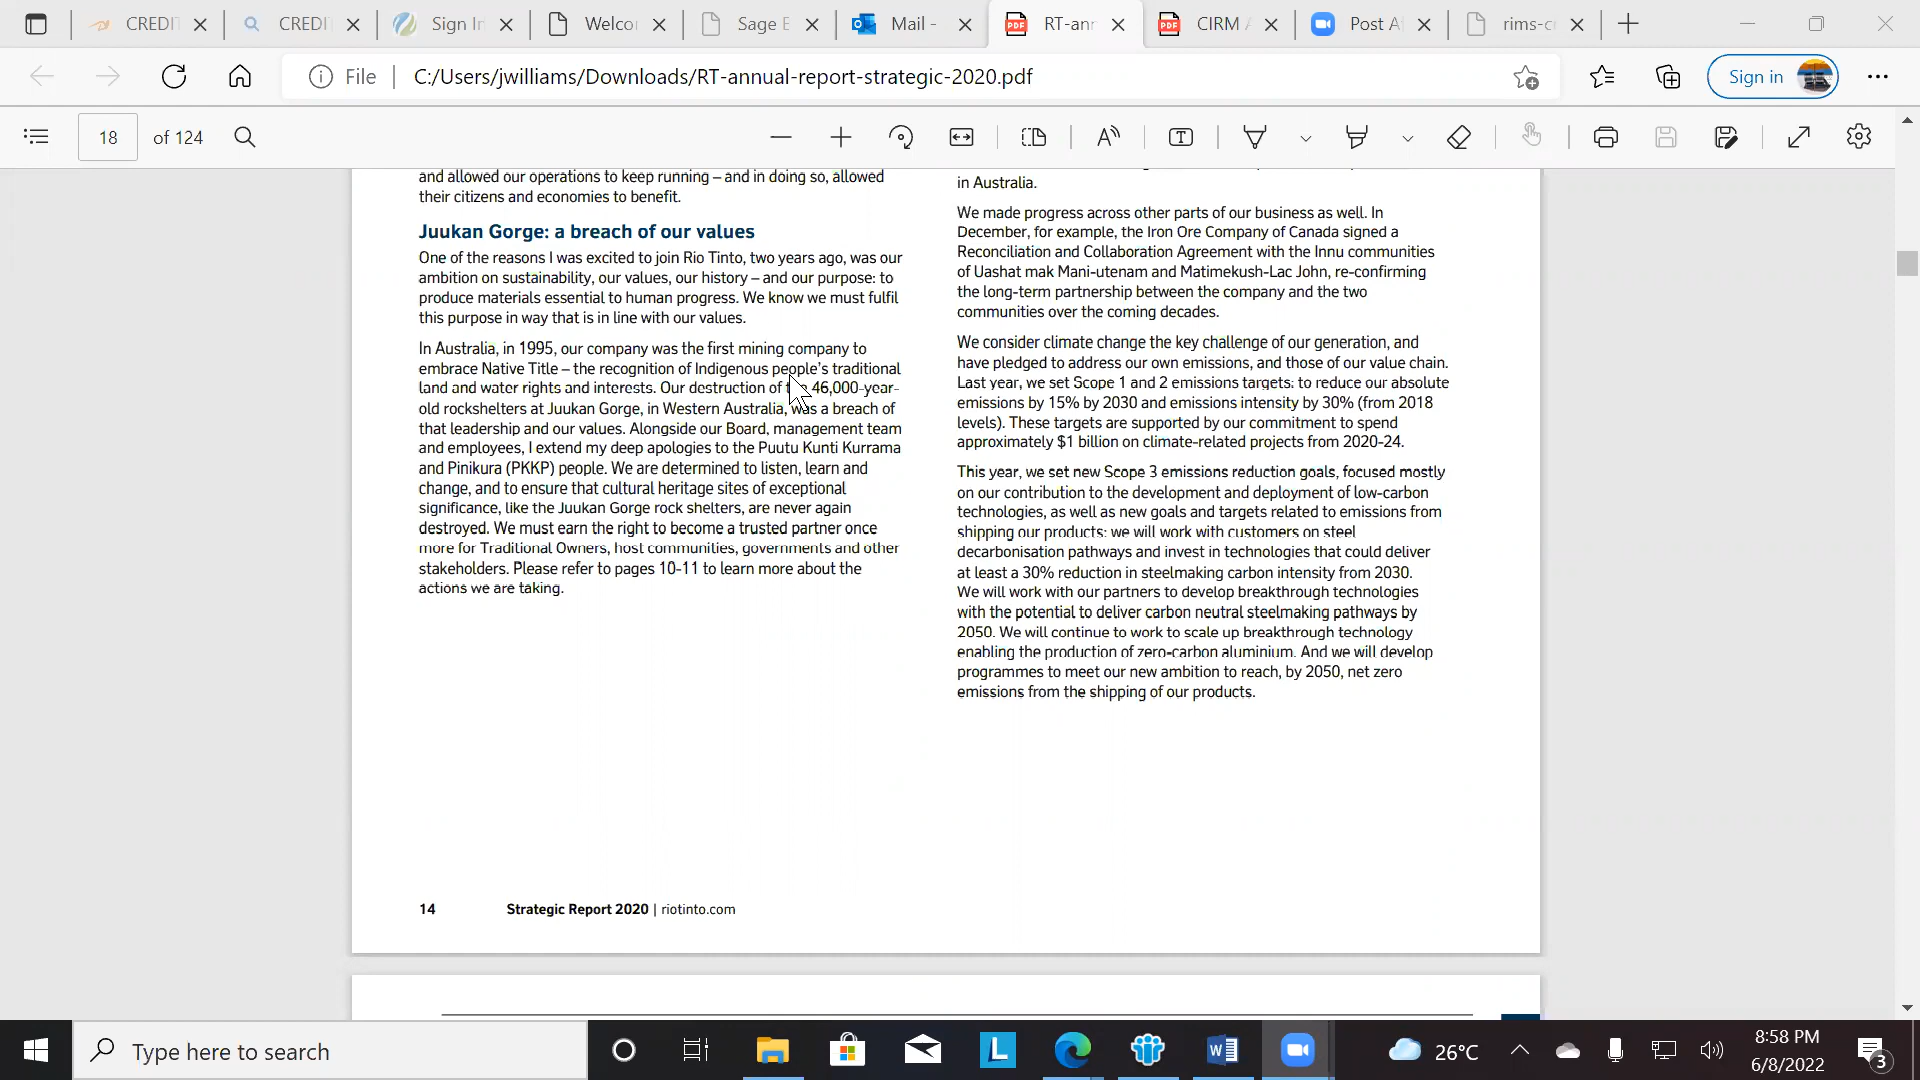 CREDI
CREDI
Sign In
Welco
Sage E
Mail -
RT-ann
CIRM A
Post A
rims-c
File
C:/Users/jwilliams/Downloads/RT-annual-report-strategic-2020.pdf
Sign in
18 of 124
and allowed our operations to keep running – and in doing so, allowed
their citizens and economies to benefit.
Juukan Gorge: a breach of our values
One of the reasons I was excited to join Rio Tinto, two years ago, was our
ambition on sustainability, our values, our history – and our purpose: to
produce materials essential to human progress. We know we must fulfil
this purpose in way that is in line with our values.
In Australia, in 1995, our company was the first mining company to
embrace Native Title – the recognition of Indigenous people's traditional
land and water rights and interests. Our destruction of 46,000-year-
old rockshelters at Juukan Gorge, in Western Australia, was a breach of
that leadership and our values. Alongside our Board, management team
and employees, I extend my deep apologies to the Puutu Kunti Kurrama
and Pinikura (PKKP) people. We are determined to listen, learn and
change, and to ensure that cultural heritage sites of exceptional
significance, like the Juukan Gorge rock shelters, are never again
destroyed. We must earn the right to become a trusted partner once
more for Traditional Owners, host communities, governments and other
stakeholders. Please refer to pages 10-11 to learn more about the
actions we are taking.
in Australia.
We made progress across other parts of our business as well. In
December, for example, the Iron Ore Company of Canada signed a
Reconciliation and Collaboration Agreement with the Innu communities
of Uashat mak Mani-utenam and Matimekush-Lac John, re-confirming
the long-term partnership between the company and the two
communities over the coming decades.
We consider climate change the key challenge of our generation, and
have pledged to address our own emissions, and those of our value chain.
Last year, we set Scope 1 and 2 emissions targets: to reduce our absolute
emissions by 15% by 2030 and emissions intensity by 30% (from 2018
levels). These targets are supported by our commitment to spend
approximately $1 billion on climate-related projects from 2020-24.
This year, we set new Scope 3 emissions reduction goals, focused mostly
on our contribution to the development and deployment of low-carbon
technologies, as well as new goals and targets related to emissions from
shipping our products: we will work with customers on steel
decarbonisation pathways and invest in technologies that could deliver
at least a 30% reduction in steelmaking carbon intensity from 2030.
We will work with our partners to develop breakthrough technologies
with the potential to deliver carbon neutral steelmaking pathways by
2050. We will continue to work to scale up breakthrough technology
enabling the production of zero-carbon aluminium. And we will develop
programmes to meet our new ambition to reach, by 2050, net zero
emissions from the shipping of our products.
14 Strategic Report 2020 | riotinto.com
Type here to search
26°C
8:58 PM
6/8/2022
3